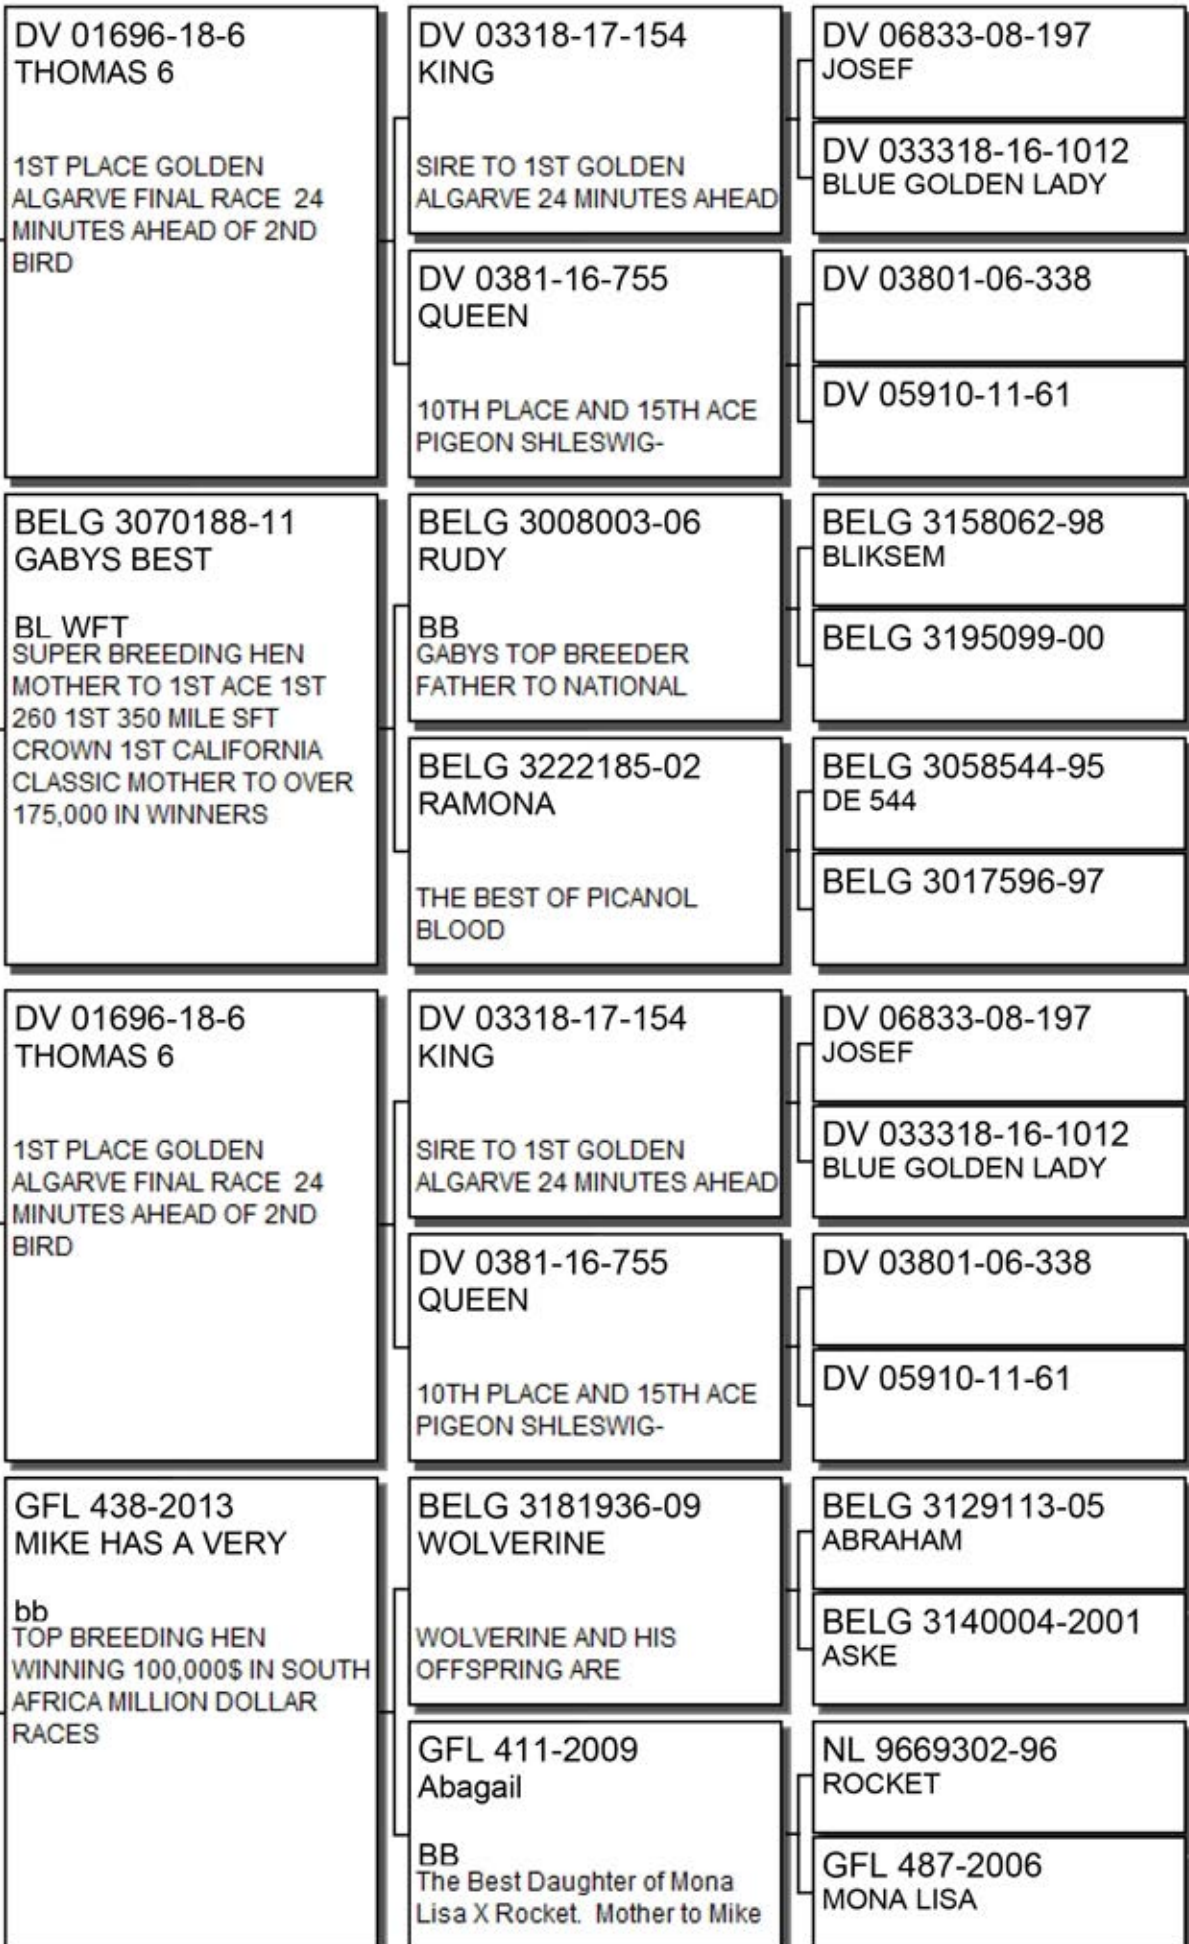 DV 01696-18-6
THOMAS 6
1ST PLACE GOLDEN
ALGARVE FINAL RACE 24
MINUTES AHEAD OF 2ND
BIRD
BELG 3070188-11
GABYS BEST
BL WFT
SUPER BREEDING HEN
MOTHER TO 1ST ACE 1ST
260 1ST 350 MILE SFT
CROWN 1ST CALIFORNIA
CLASSIC MOTHER TO OVER
175,000 IN WINNERS
DV 01696-18-6
THOMAS 6
1ST PLACE GOLDEN
ALGARVE FINAL RACE 24
MINUTES AHEAD OF 2ND
BIRD
GFL 438-2013
MIKE HAS A VERY
bb
TOP BREEDING HEN
WINNING 100,000$ IN SOUTH
AFRICA MILLION DOLLAR
RACES
DV 03318-17-154
KING
SIRE TO 1ST GOLDEN
ALGARVE 24 MINUTES AHEAD
DV 0381-16-755
QUEEN
10TH PLACE AND 15TH ACE
PIGEON SHLESWIG-
BELG 3008003-06
RUDY
BB
GABYS TOP BREEDER
FATHER TO NATIONAL
BELG 3222185-02
RAMONA
THE BEST OF PICANOL
BLOOD
DV 03318-17-154
KING
SIRE TO 1ST GOLDEN
ALGARVE 24 MINUTES AHEAD
DV 0381-16-755
QUEEN
10TH PLACE AND 15TH ACE
PIGEON SHLESWIG-
BELG 3181936-09
WOLVERINE
WOLVERINE AND HIS
OFFSPRING ARE
GFL 411-2009
Abagail
BB
The Best Daughter of Mona
Lisa X Rocket. Mother to Mike
DV 06833-08-197
JOSEF
DV 033318-16-1012
BLUE GOLDEN LADY
DV 03801-06-338
DV 05910-11-61
BELG 3158062-98
BLIKSEM
BELG 3195099-00
BELG 3058544-95
DE 544
BELG 3017596-97
DV 06833-08-197
JOSEF
DV 033318-16-1012
BLUE GOLDEN LADY
DV 03801-06-338
DV 05910-11-61
BELG 3129113-05
ABRAHAM
BELG 3140004-2001
ASKE
NL 9669302-96
ROCKET
GFL 487-2006
MONA LISA